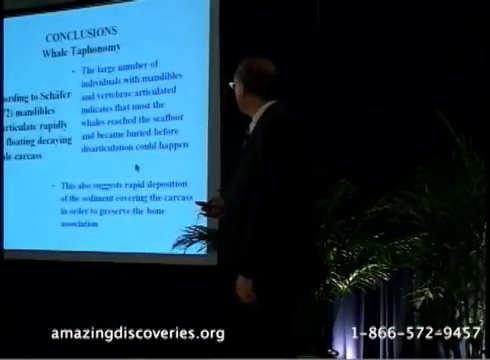 CONCLUSIONS
Whale Taphonomy
ording to Schäfer
72) mandibles
articulate rapidly
floating decaying
le carcass
• The large number of
individuals with mandibles
and vertebrae articulated
indicates that most the
whales reached the seafloor
and became buried before
disarticulation could happen
• This also suggests rapid deposition
of the sediment covering the carcass
in order to preserve the bone
association
amazingdiscoveries.org
1-866-572-9457